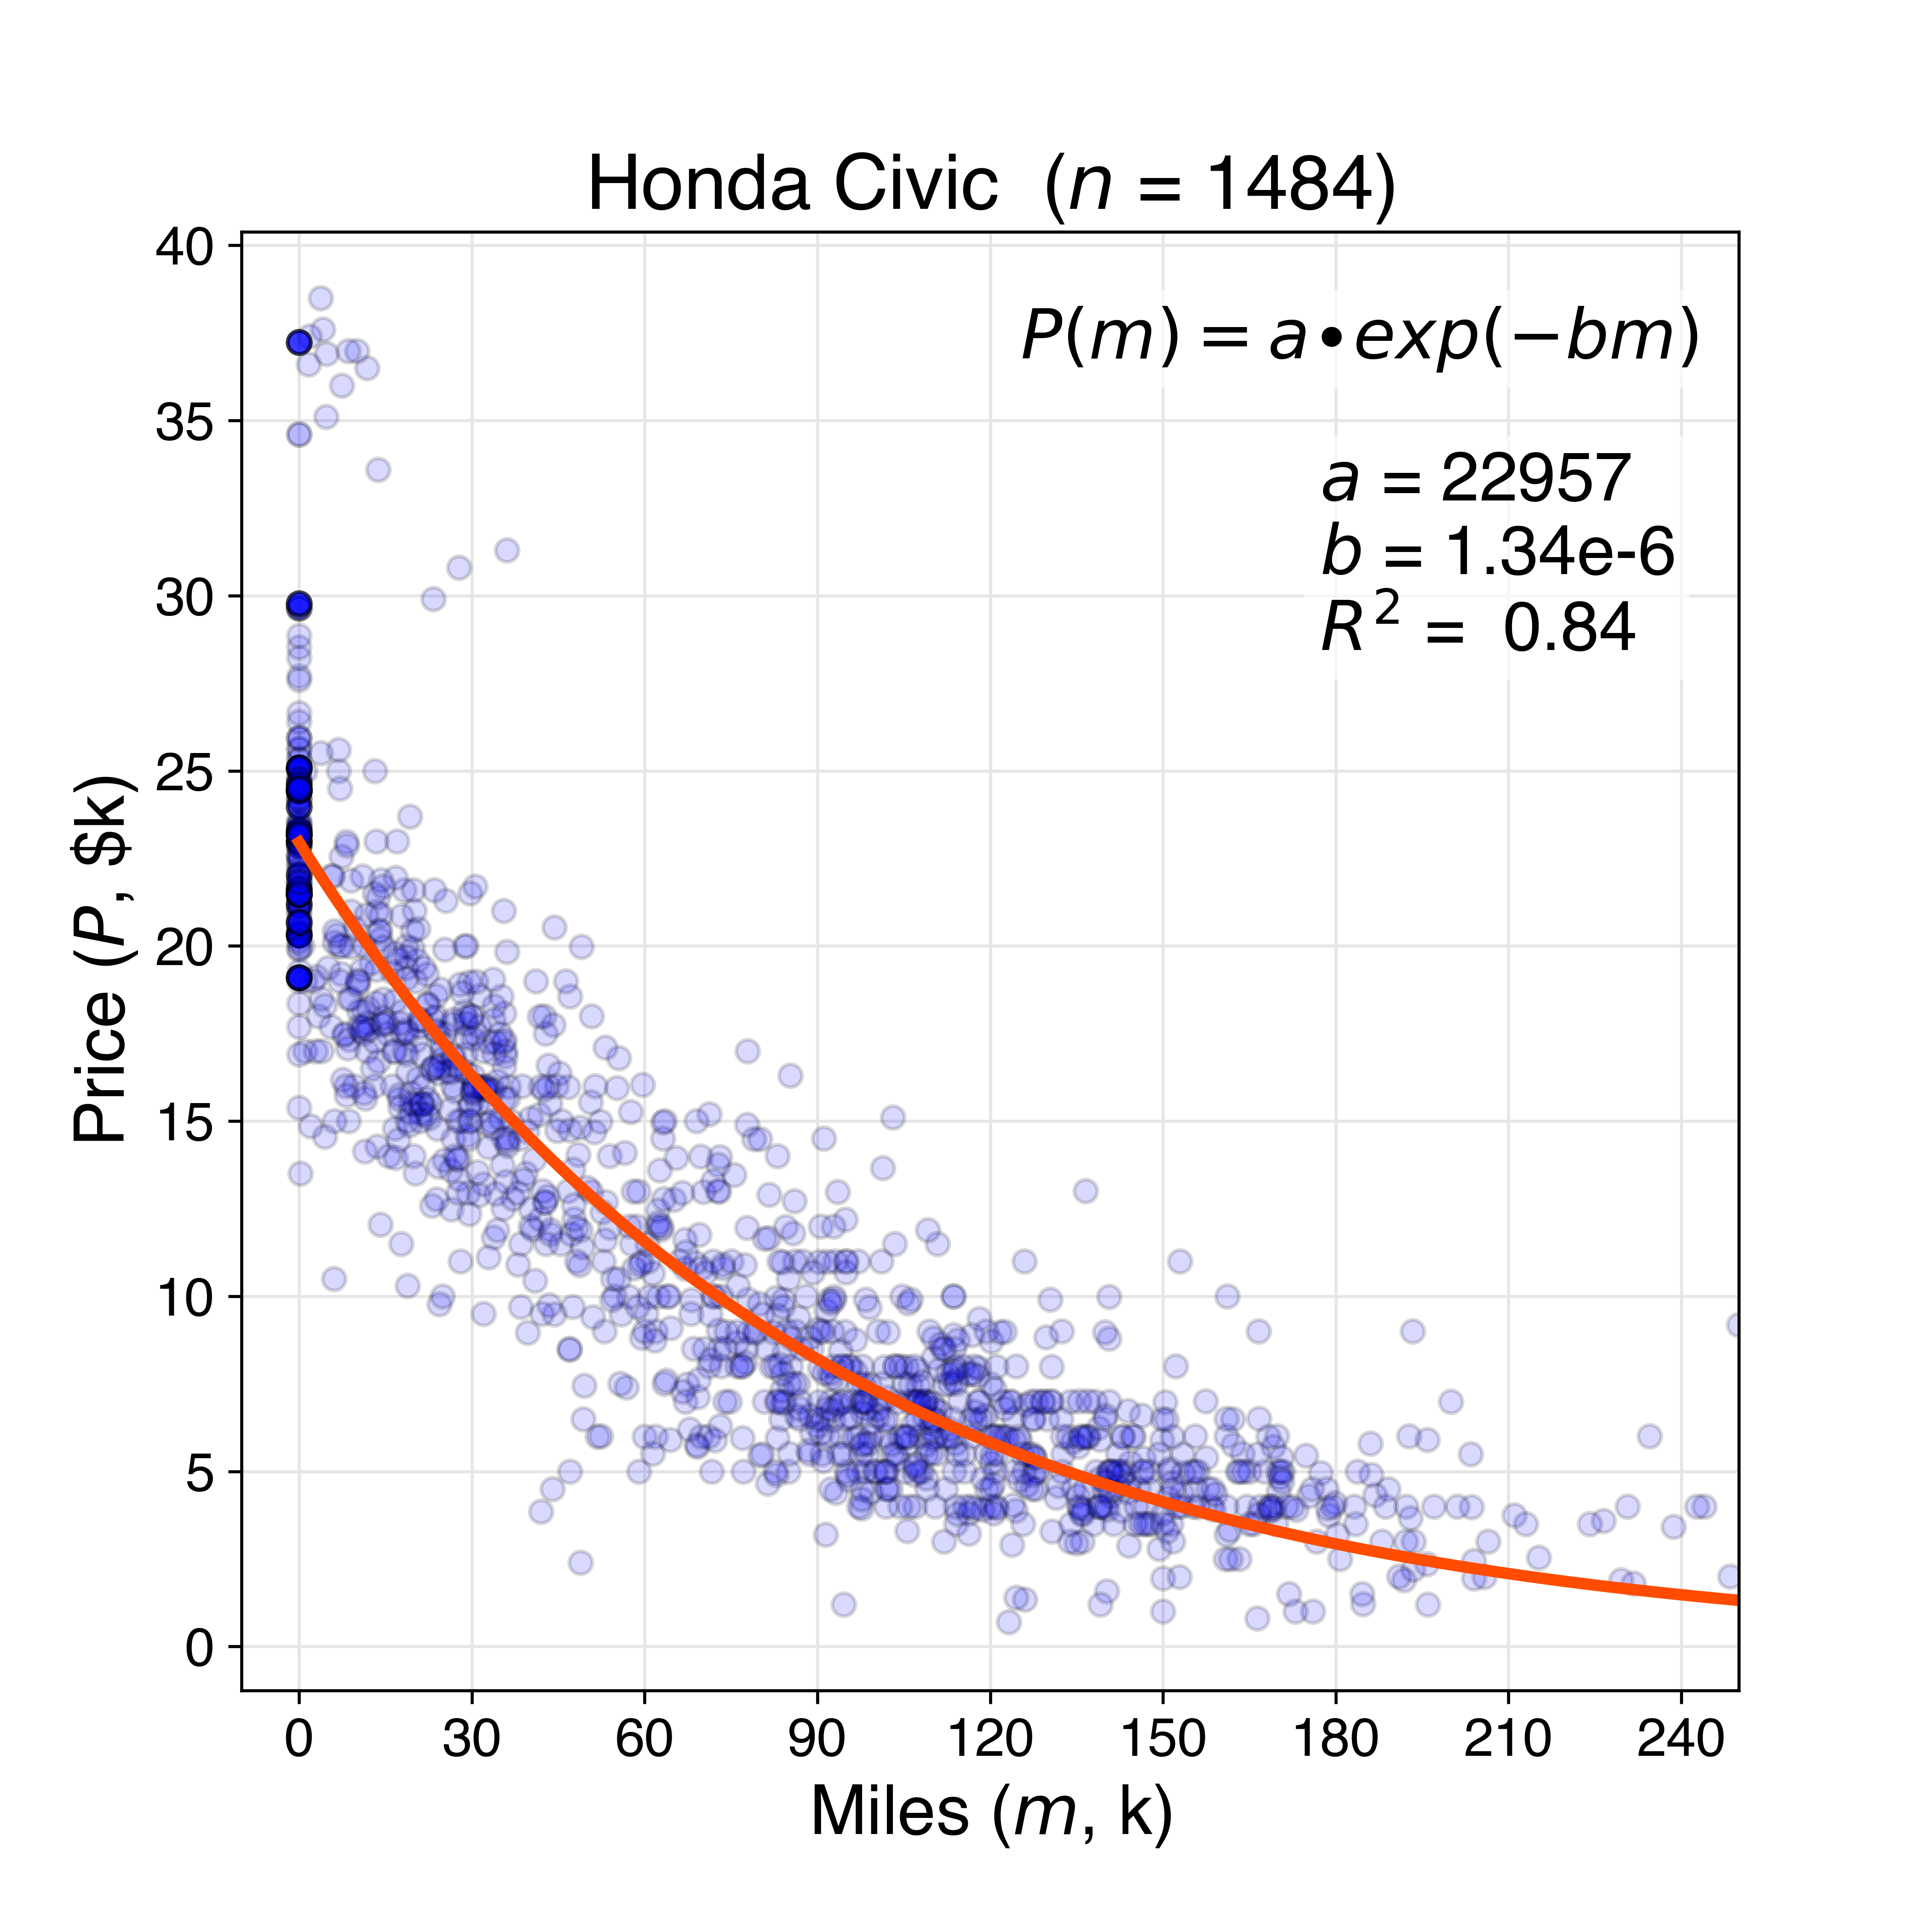 Honda Civic (n = 1484)
P(m) = a•exp(−bm)
a = 22957
b = 1.34e-6
R² = 0.84
Price (P, $k)
40
35
30
25
20
15
10
5
0
0 30 60 90 120 150 180 210 240
Miles (m, k)